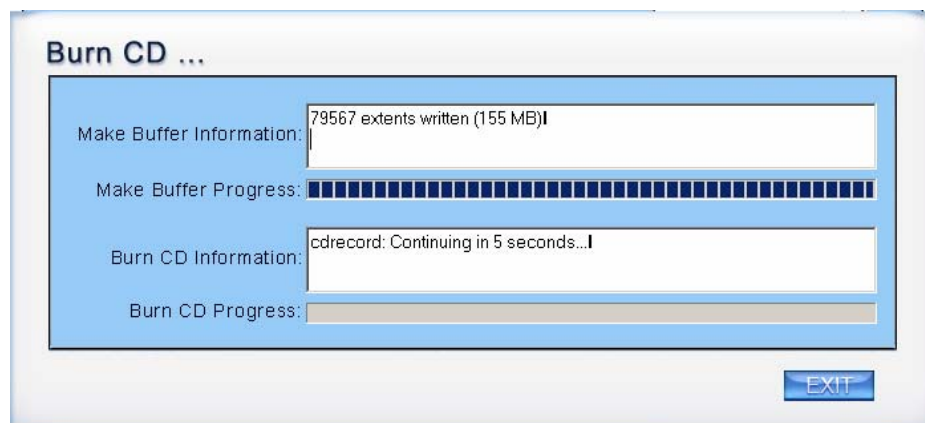 Burn CD ...
Make Buffer Information:
79567 extents written (155 MB)
Make Buffer Progress:
Burn CD Information:
cdrecord: Continuing in 5 seconds...
Burn CD Progress:
EXIT